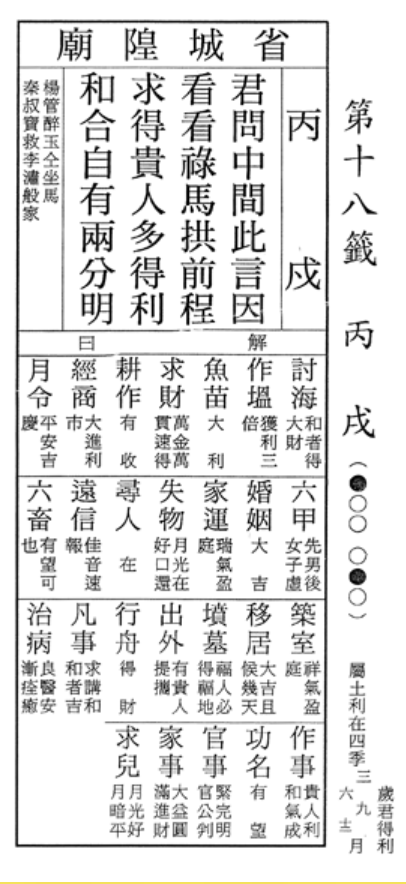 第十八籤 丙 戌 (●○○ ○●○)
屬土利在四季 三六九十二月
歲君得利
省城隍廟
丙 戌
君問中間此言因
看看祿馬拱前程
求得貴人多得利
和合自有兩分明
楊管醉玉仝坐馬
秦叔寶救李瀟般家
解 曰
討海 和者得大財
作塭 獲利三倍
魚苗 大利
求財 萬金萬貫速得
耕作 有收
經商 大進利市
月令 平安吉慶
六甲 先男後女子虛
婚姻 大吉
家運 瑞氣盈庭
失物 月光在好口還
尋人 在
遠信 佳音速報
六畜 有望可也
築室 祥氣盈庭
移居 大吉且候幾天
墳墓 福人必得福地
出外 有貴人提攜
行舟 得財
凡事 求講和和者吉
治病 良醫安漸痊癒
作事 貴人利和氣成
功名 有望
官事 緊完明官公判
家事 大益圓滿進財
求兒 月光好月暗平